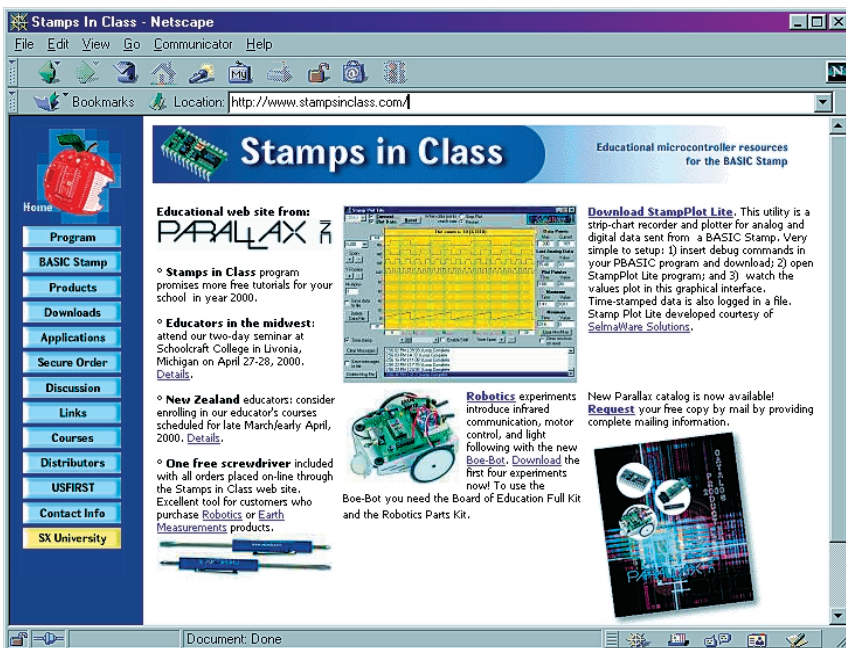 Stamps In Class - Netscape
File Edit View Go Communicator Help
Bookmarks Location: http://www.stampsinclass.com/
Stamps in Class
Educational microcontroller resources
for the BASIC Stamp
Home
Program
BASIC Stamp
Products
Downloads
Applications
Secure Order
Discussion
Links
Courses
Distributors
USFIRST
Contact Info
SX University
Educational web site from:
PARALLAX
° Stamps in Class program
promises more free tutorials for your
school in year 2000.
° Educators in the midwest:
attend our two-day seminar at
Schoolcraft College in Livonia,
Michigan on April 27-28, 2000.
Details.
° New Zealand educators: consider
enrolling in our educator's courses
scheduled for late March/early April,
2000. Details.
° One free screwdriver included
with all orders placed on-line through
the Stamps in Class web site.
Excellent tool for customers who
purchase Robotics or Earth
Measurements products.
Stamp Plot Lite
Robotics experiments
introduce infrared
communication, motor
control, and light
following with the new
Boe-Bot. Download the
first four experiments
now! To use the
Boe-Bot you need the Board of Education Full Kit
and the Robotics Parts Kit.
Download StampPlot Lite. This utility is a
strip-chart recorder and plotter for analog and
digital data sent from a BASIC Stamp. Very
simple to setup: 1) insert debug commands in
your PBASIC program and download; 2) open
StampPlot Lite program; and 3) watch the
values plot in this graphical interface.
Time-stamped data is also logged in a file.
Stamp Plot Lite developed courtesy of
SelmaWare Solutions.
New Parallax catalog is now available!
Request your free copy by mail by providing
complete mailing information.
PARALLAX
Document: Done